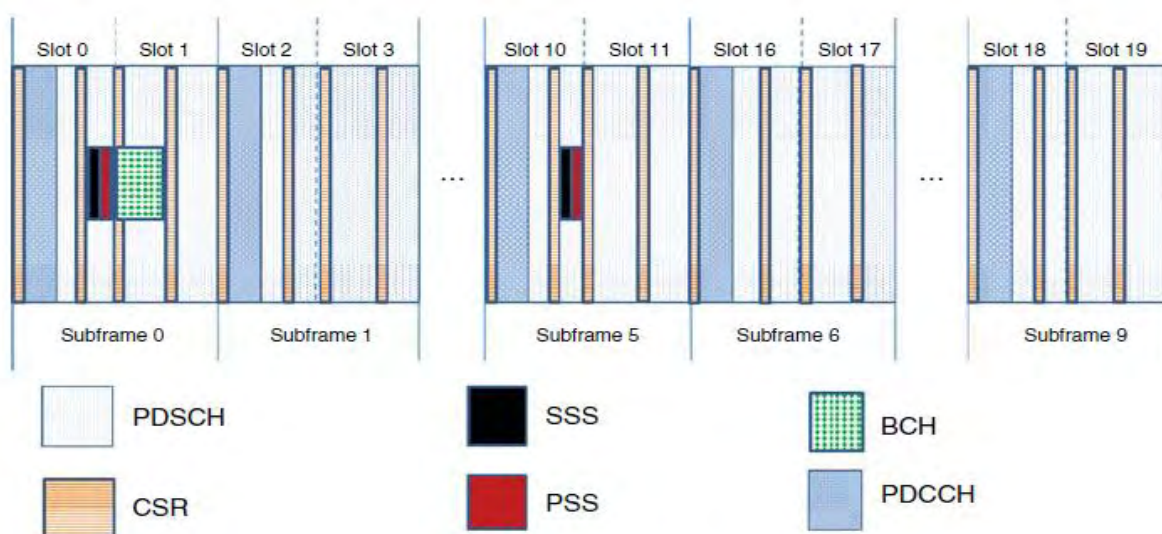 Slot 0 Slot 1 Slot 2 Slot 3 Slot 10 Slot 11 Slot 16 Slot 17 Slot 18 Slot 19
... ...
Subframe 0 Subframe 1 Subframe 5 Subframe 6 Subframe 9
PDSCH SSS BCH
CSR PSS PDCCH